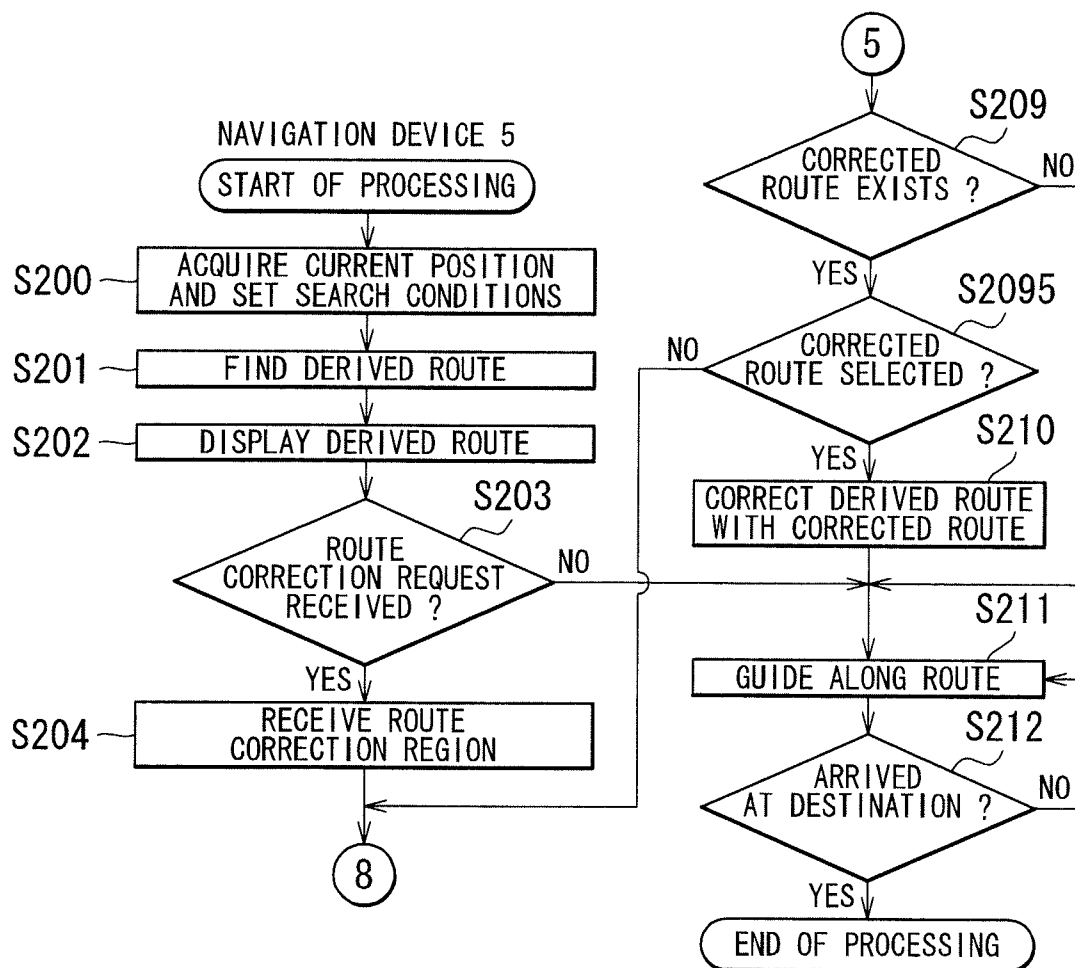 NAVIGATION DEVICE 5
START OF PROCESSING
S200
ACQUIRE CURRENT POSITION
AND SET SEARCH CONDITIONS
S201
FIND DERIVED ROUTE
S202
DISPLAY DERIVED ROUTE
S203
ROUTE
CORRECTION REQUEST
RECEIVED ?
NO
YES
S204
RECEIVE ROUTE
CORRECTION REGION
8
5
S209
CORRECTED
ROUTE EXISTS ?
NO
YES
S2095
CORRECTED
ROUTE SELECTED ?
NO
YES
S210
CORRECT DERIVED ROUTE
WITH CORRECTED ROUTE
S211
GUIDE ALONG ROUTE
S212
ARRIVED
AT DESTINATION ?
NO
YES
END OF PROCESSING